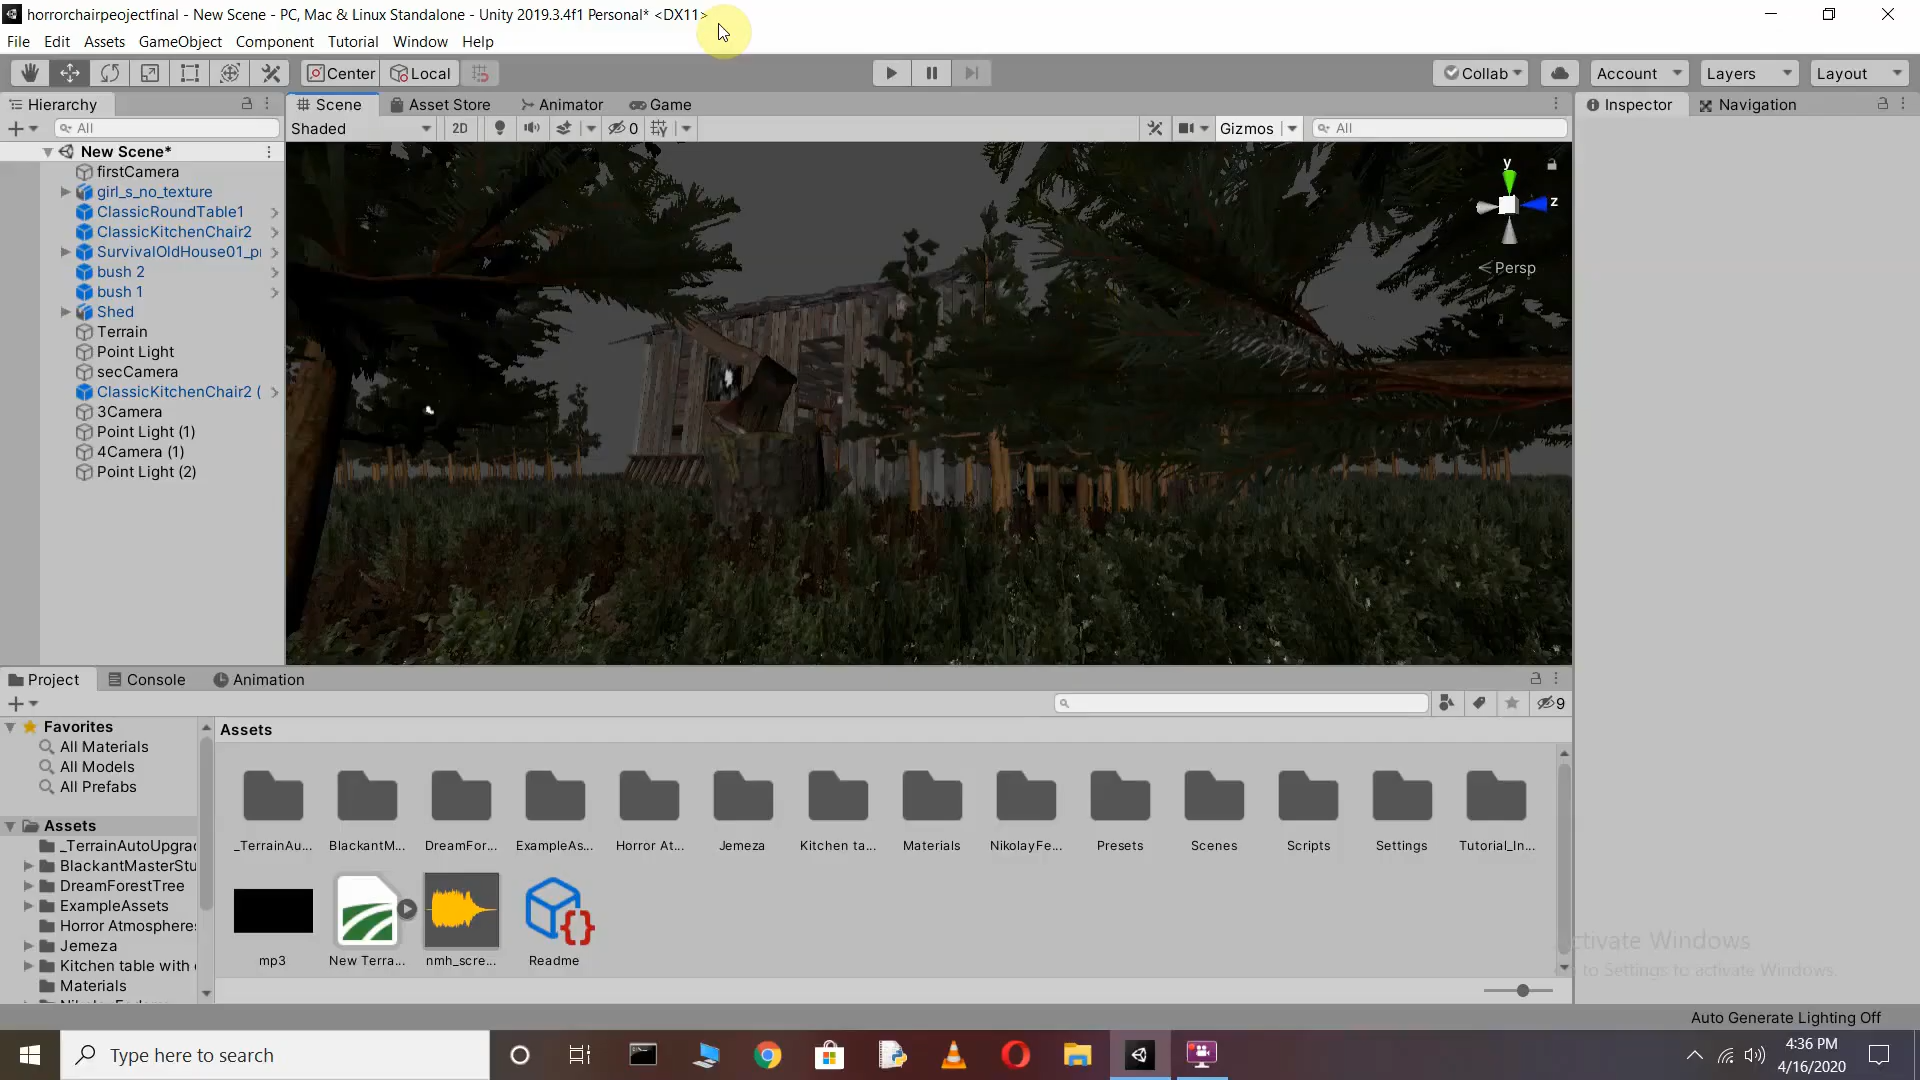 horrorchairpeojectfinal - New Scene - PC, Mac & Linux Standalone - Unity 2019.3.4f1 Personal* <DX11>
File Edit Assets GameObject Component Tutorial Window Help
Center Local Collab Account Layers Layout
Hierarchy Scene Asset Store Animator Game Inspector Navigation
All Shaded 2D 0 Gizmos All
New Scene*
firstCamera
girl_s_no_texture
ClassicRoundTable1
ClassicKitchenChair2
SurvivalOldHouse01_p
bush 2
bush 1
Shed
Terrain
Point Light
secCamera
ClassicKitchenChair2 (
3Camera
Point Light (1)
4Camera (1)
Point Light (2)
y
z
Persp
Project Console Animation
9
Favorites
All Materials
All Models
All Prefabs
Assets
_TerrainAutoUpgrad
BlackantMasterStu
DreamForestTree
ExampleAssets
Horror Atmospheres
Jemeza
Kitchen table with
Materials
Assets
_TerrainAu... BlackantM... DreamFor... ExampleAs... Horror At... Jemeza Kitchen ta... Materials NikolayFe... Presets Scenes Scripts Settings Tutorial_In...
mp3 New Terra... nmh_scre... Readme
Activate Windows
to Settings to activate Windows.
Auto Generate Lighting Off
Type here to search
4:36 PM
4/16/2020